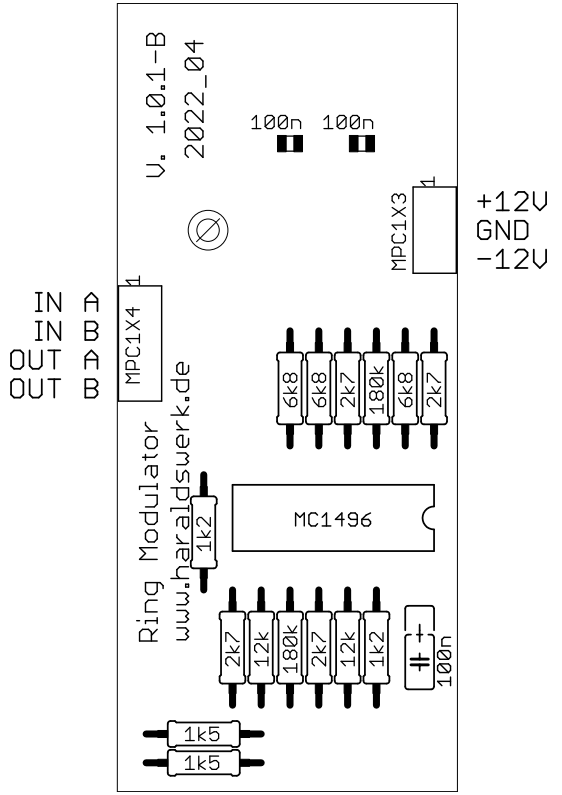 V. 1.0.1-B
2022_04
100n
100n
1
MPC1X3
+12V
GND
-12V
1
MPC1X4
IN A
IN B
OUT A
OUT B
6k8
6k8
2k7
180k
6k8
2k7
Ring Modulator
www.haraldswerk.de
1k2
MC1496
2k7
12k
180k
2k7
12k
1k2
100n
1k5
1k5